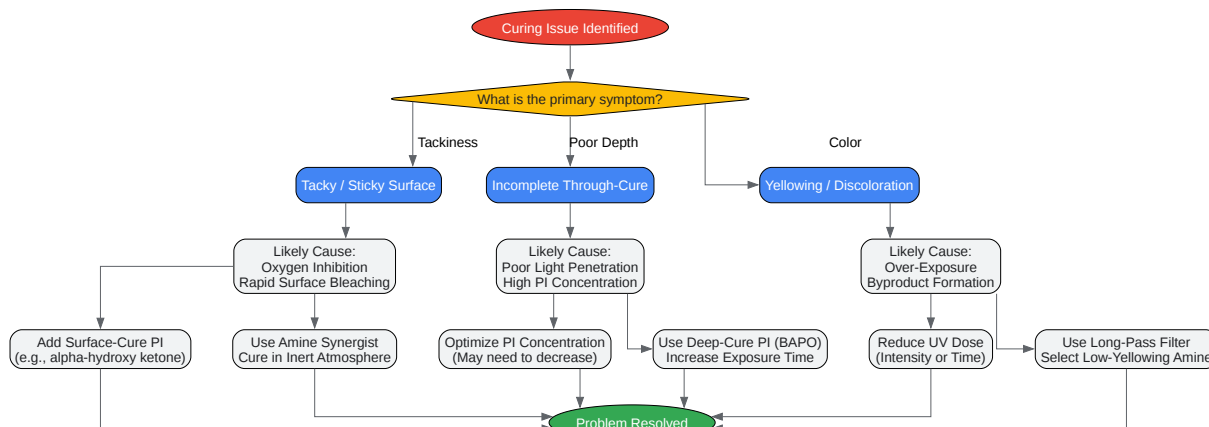 Curing Issue Identified
What is the primary symptom?
Tackiness
Poor Depth
Color
Tacky / Sticky Surface
Incomplete Through-Cure
Yellowing / Discoloration
Likely Cause:
Oxygen Inhibition
Rapid Surface Bleaching
Likely Cause:
Poor Light Penetration
High PI Concentration
Likely Cause:
Over-Exposure
Byproduct Formation
Add Surface-Cure PI
(e.g., alpha-hydroxy ketone)
Use Amine Synergist
Cure in Inert Atmosphere
Optimize PI Concentration
(May need to decrease)
Use Deep-Cure PI (BAPO)
Increase Exposure Time
Reduce UV Dose
(Intensity or Time)
Use Long-Pass Filter
Select Low-Yellowing Amine
Problem Resolved